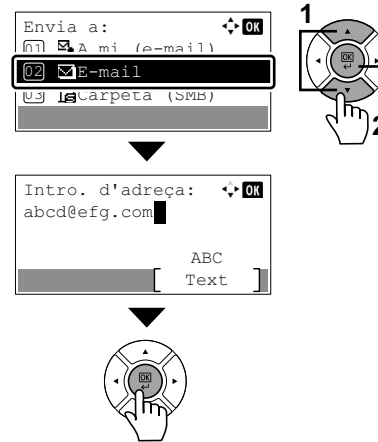 Envia a:
OK
01 A mi (e-mail)
02 E-mail
03 Carpeta (SMB)
1
OK
2
Intro. d'adreça:
OK
abcd@efg.com
ABC
[ Text ]
OK